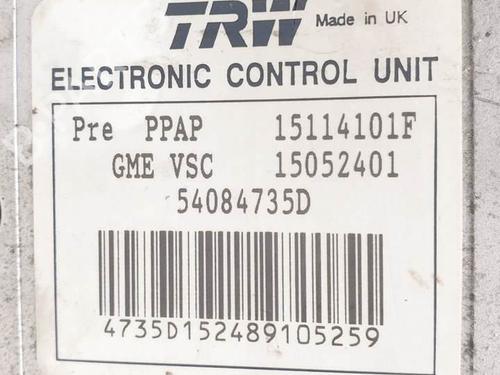 TRW Made in UK
ELECTRONIC CONTROL UNIT
Pre PPAP 15114101F
GME VSC 15052401
54084735D
4735D152489105259